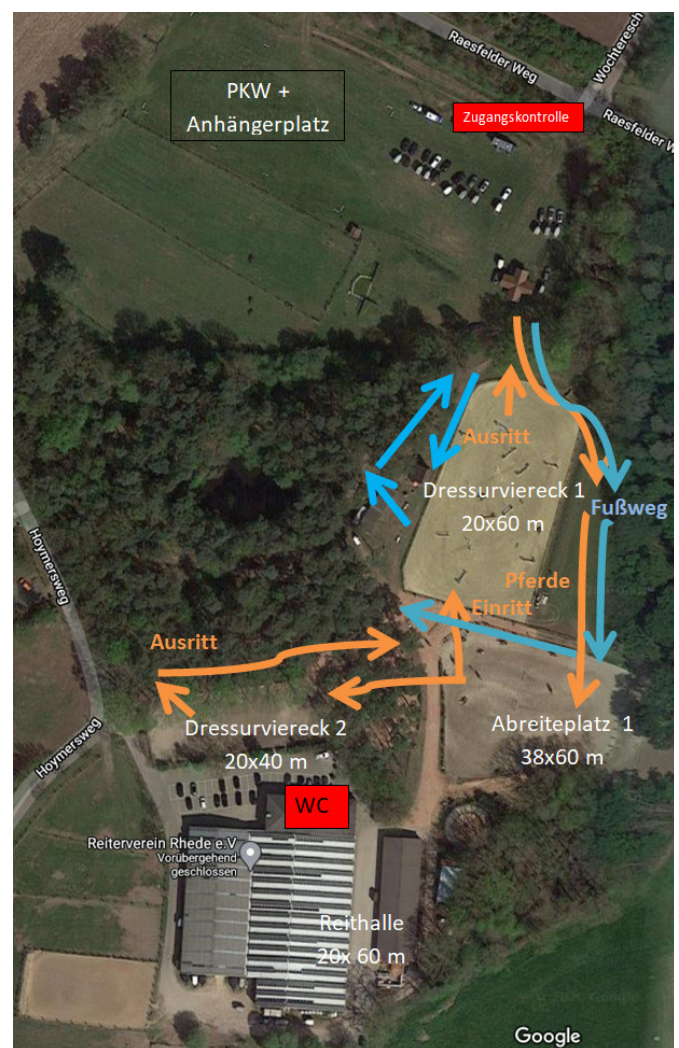 Raesfelder Weg
Wochteresch
PKW +
Anhängerplatz
Zugangskontrolle
Raesfelder W
Ausritt
Dressurviereck 1
20x60 m
Fußweg
Pferde
Einritt
Hoymersweg
Ausritt
Dressurviereck 2
20x40 m
Abreiteplatz 1
38x60 m
Hoymersweg
WC
Reiterverein Rhede e.V
Vorübergehend
geschlossen
Reithalle
20x 60 m
Google